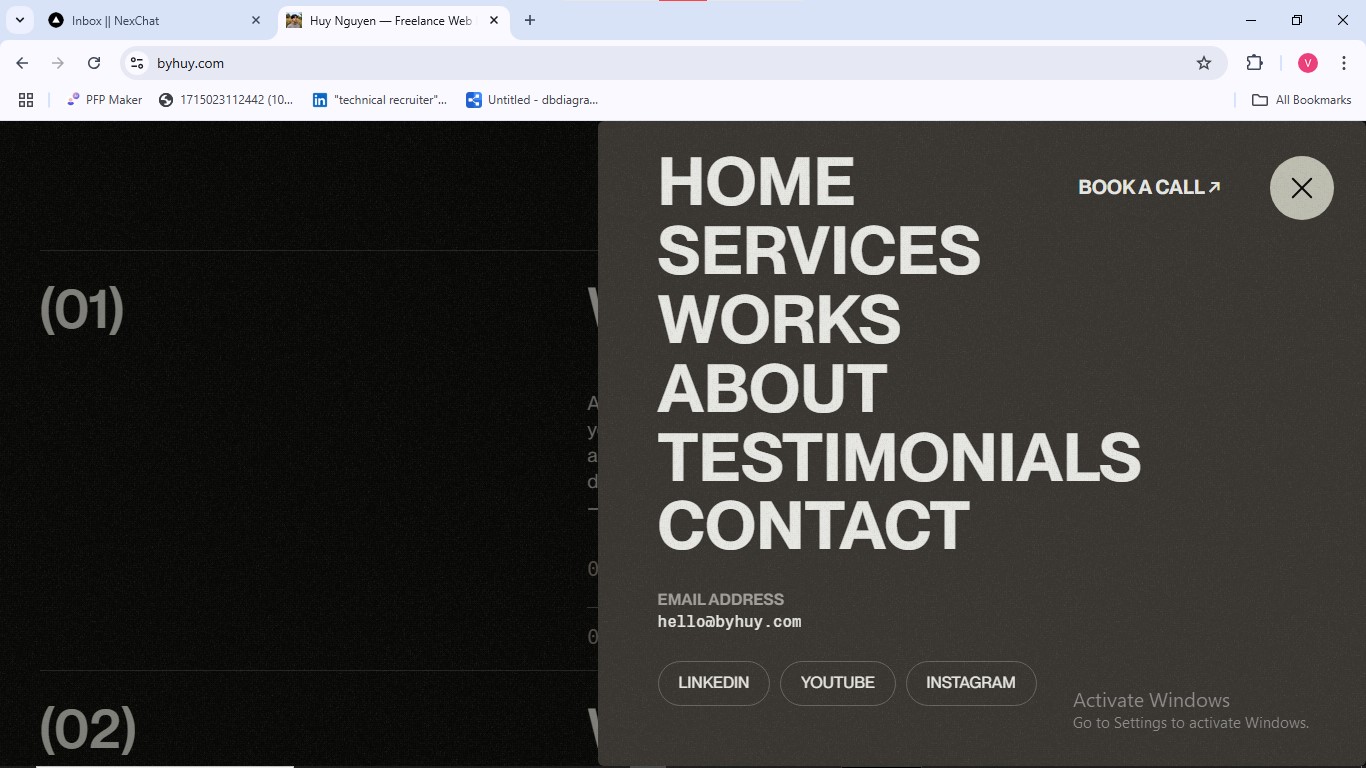 Inbox || NexChat
Huy Nguyen — Freelance Web
byhuy.com
V
PFP Maker
1715023112442 (10...
"technical recruiter"...
Untitled - dbdiagra...
All Bookmarks
HOME
BOOK A CALL
SERVICES
WORKS
ABOUT
TESTIMONIALS
CONTACT
EMAIL ADDRESS
hello@byhuy.com
LINKEDIN
YOUTUBE
INSTAGRAM
(01)
(02)
Activate Windows
Go to Settings to activate Windows.